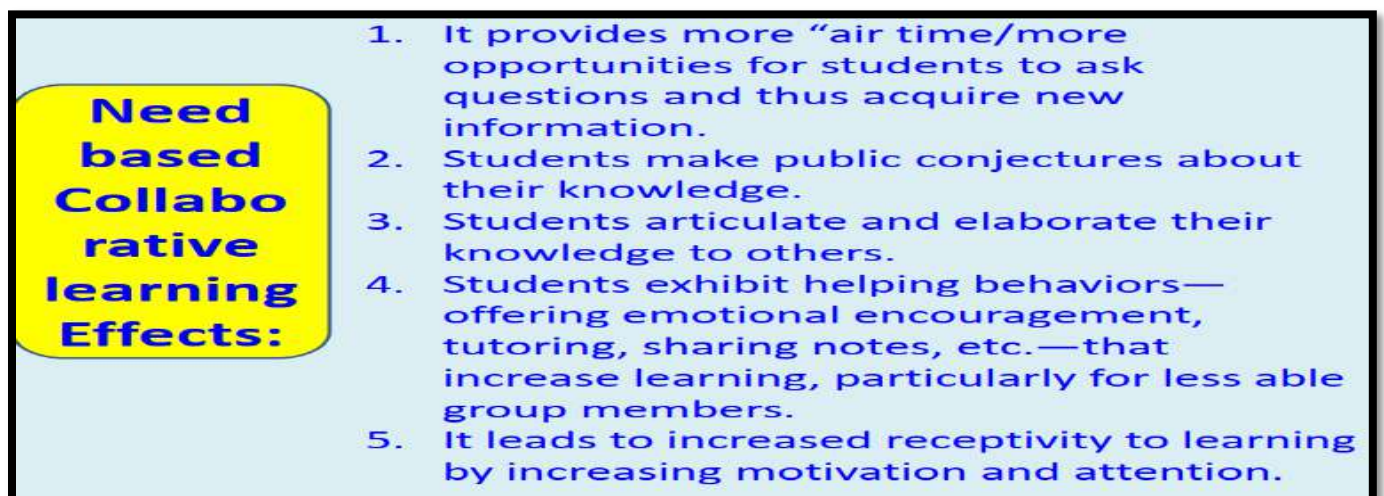 Need
based
Collabo
rative
learning
Effects:
1. It provides more “air time/more
opportunities for students to ask
questions and thus acquire new
information.
2. Students make public conjectures about
their knowledge.
3. Students articulate and elaborate their
knowledge to others.
4. Students exhibit helping behaviors—
offering emotional encouragement,
tutoring, sharing notes, etc.—that
increase learning, particularly for less able
group members.
5. It leads to increased receptivity to learning
by increasing motivation and attention.